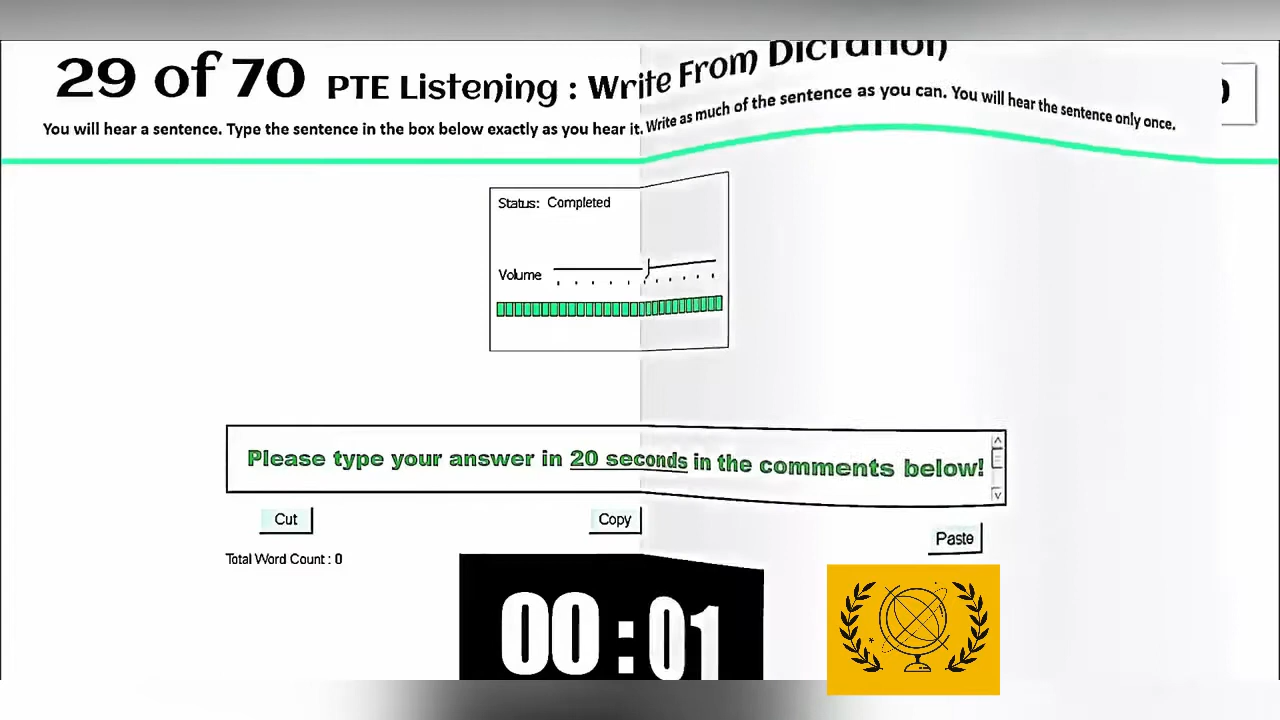 29 of 70 PTE Listening : Write From Dictation
You will hear a sentence. Type the sentence in the box below exactly as you hear it. Write as much of the sentence as you can. You will hear the sentence only once.
Status: Completed
Volume
Please type your answer in 20 seconds in the comments below!
Cut
Copy
Paste
Total Word Count : 0
00:01